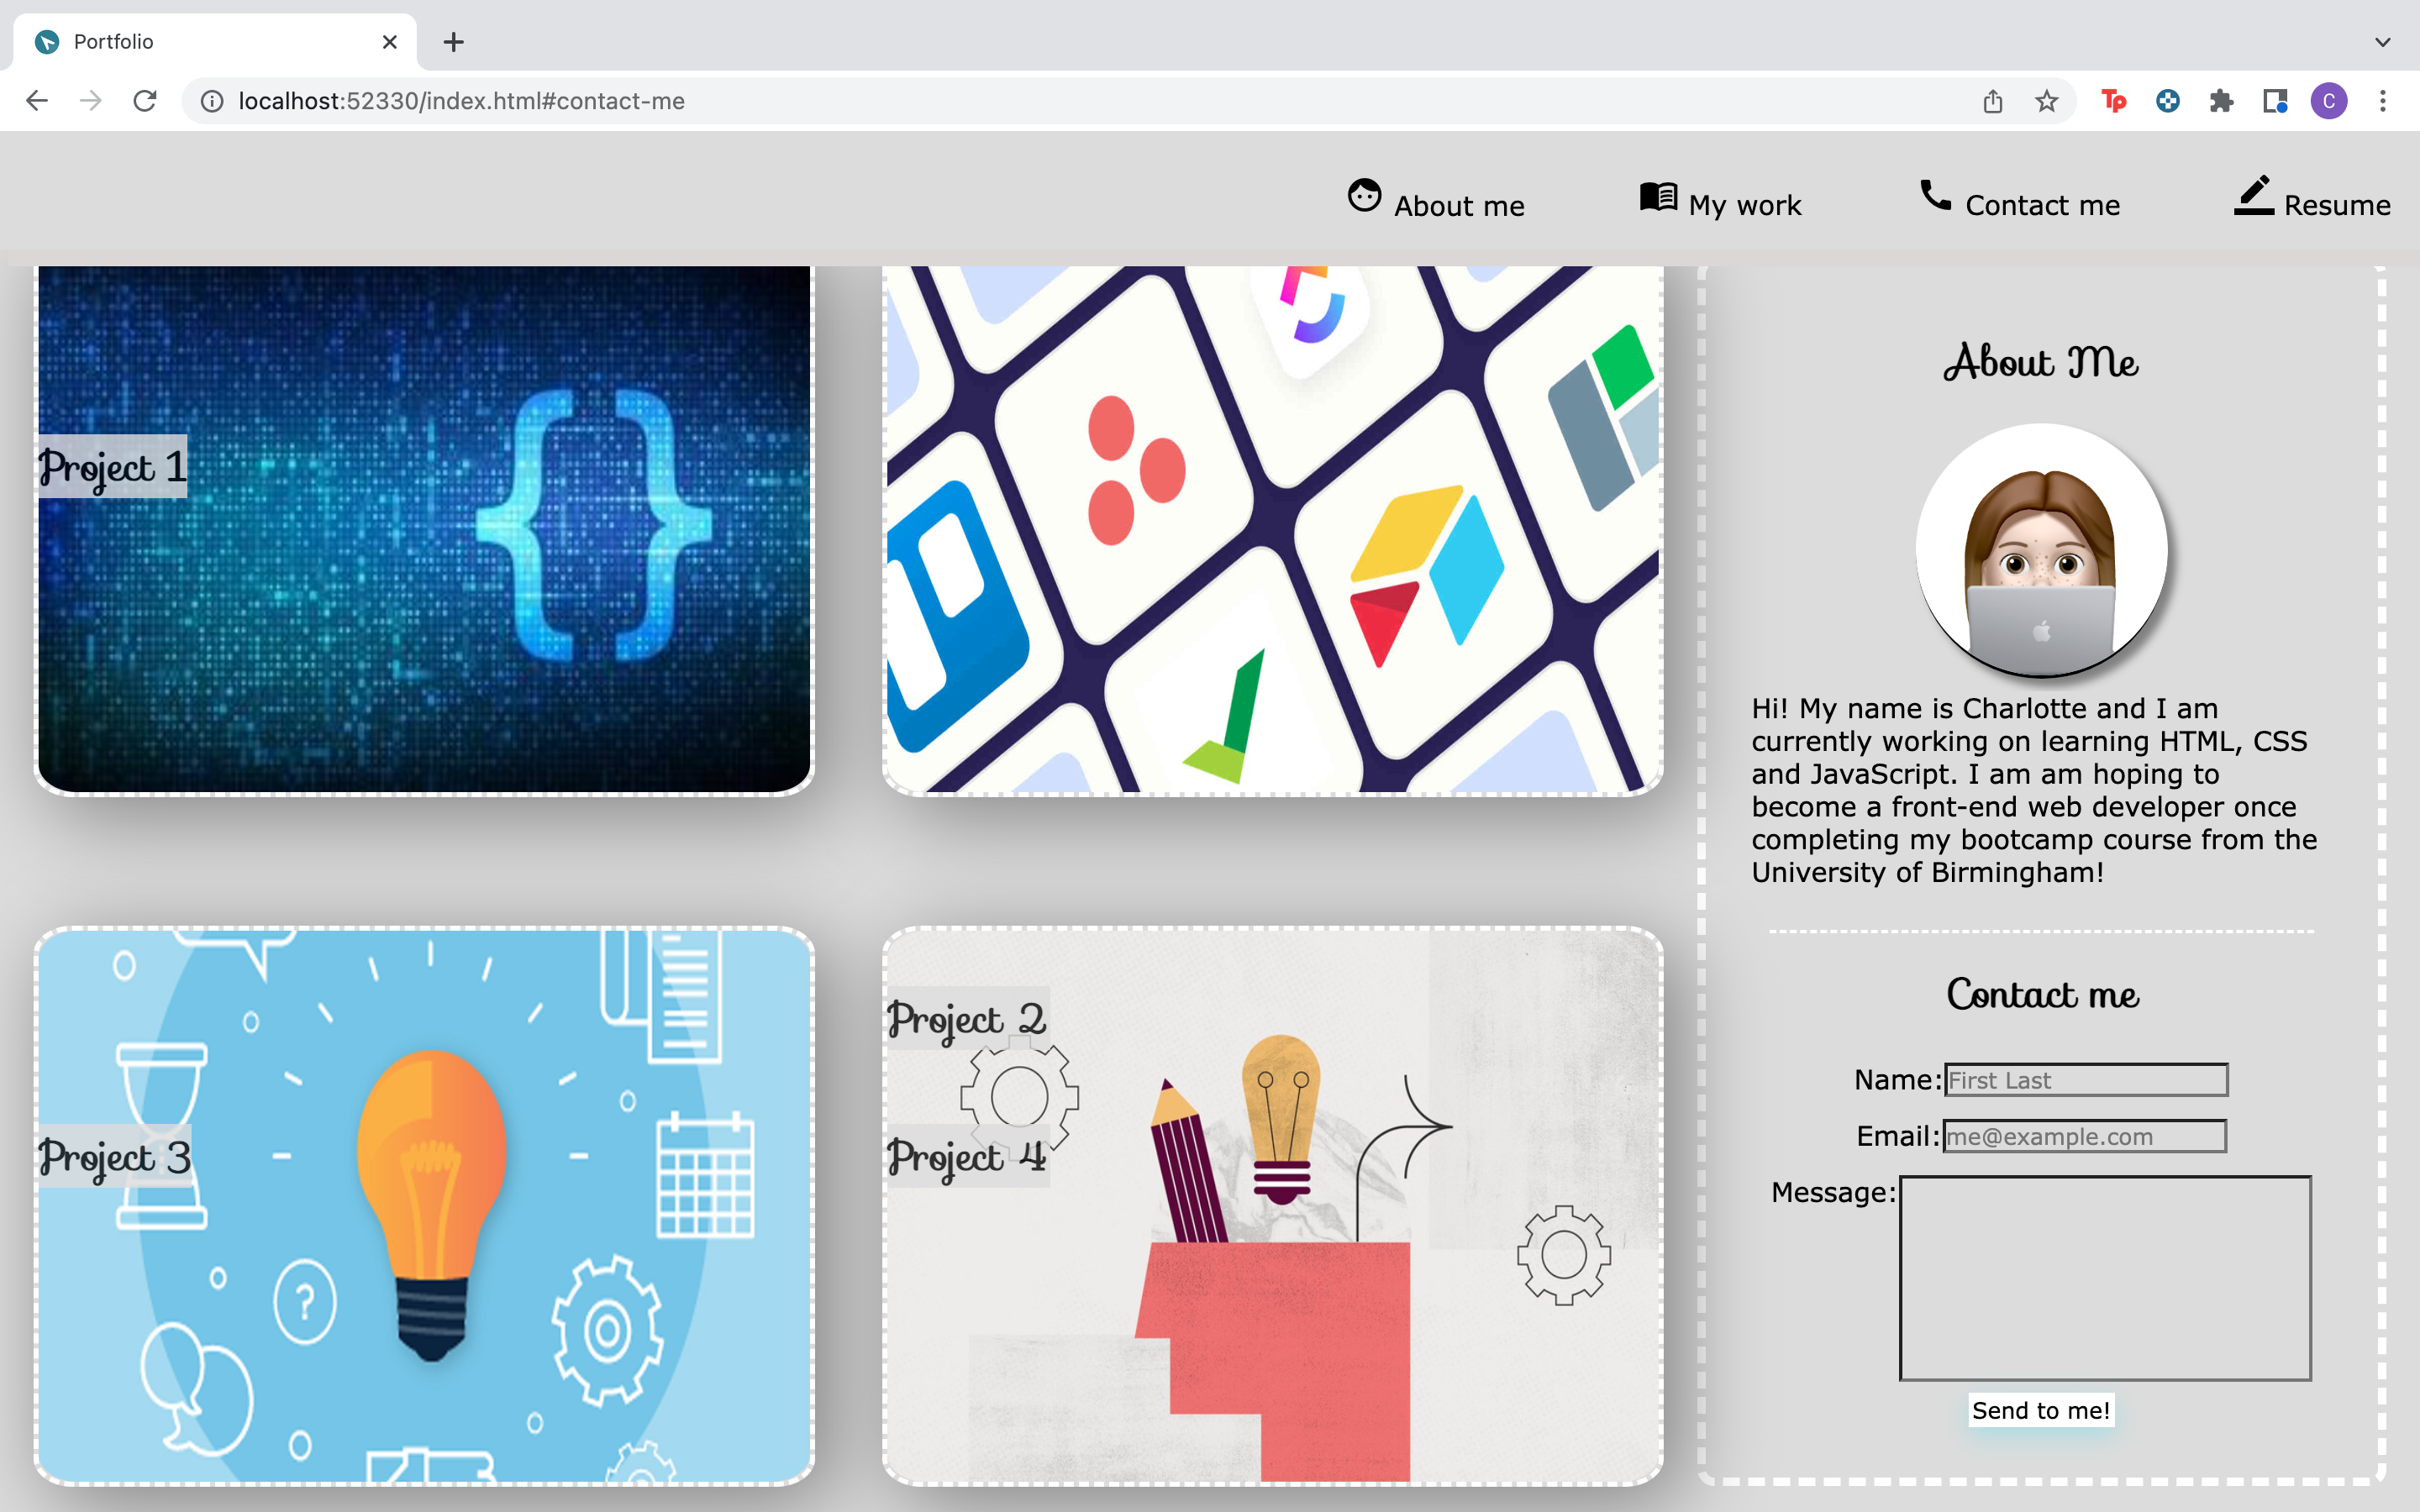 Portfolio
localhost:52330/index.html#contact-me
Tp
C
About me
My work
Contact me
Resume
Project 1
Project 2
Project 3
Project 4
?
About Me
Hi! My name is Charlotte and I am
currently working on learning HTML, CSS
and JavaScript. I am am hoping to
become a front-end web developer once
completing my bootcamp course from the
University of Birmingham!
Contact me
Name: First Last
Email: me@example.com
Message:
Send to me!